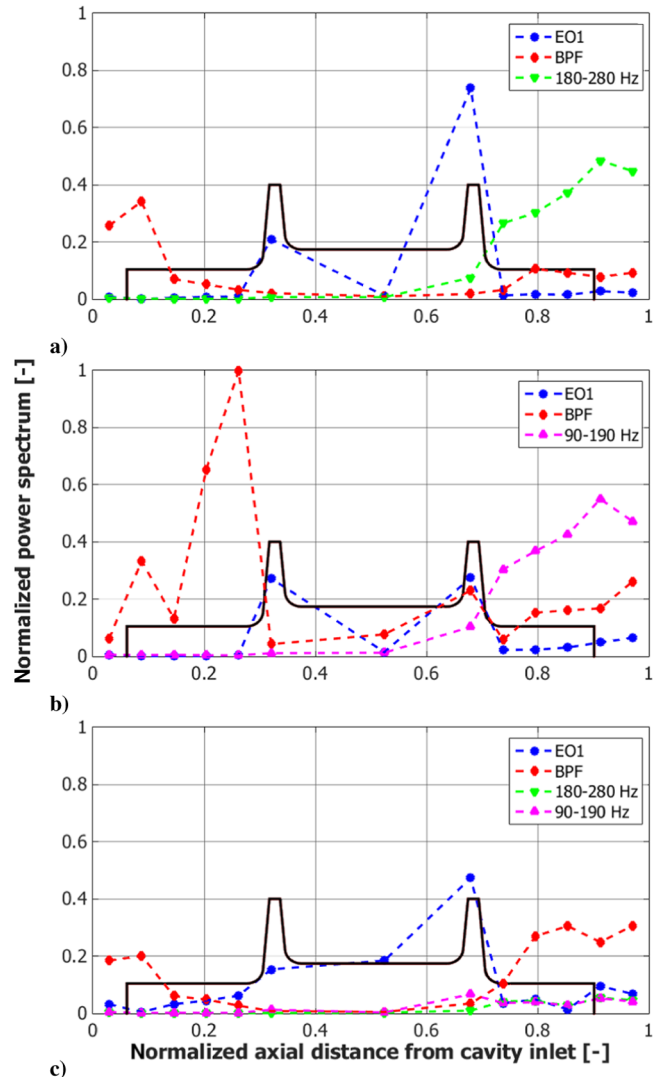 1
0.8
0.6
0.4
0.2
0
EO1
BPF
180-280 Hz
0 0.2 0.4 0.6 0.8 1
a)
Normalized power spectrum [-]
1
0.8
0.6
0.4
0.2
0
EO1
BPF
90-190 Hz
0 0.2 0.4 0.6 0.8 1
b)
1
0.8
0.6
0.4
0.2
0
EO1
BPF
180-280 Hz
90-190 Hz
0 0.2 0.4 0.6 0.8 1
Normalized axial distance from cavity inlet [-]
c)